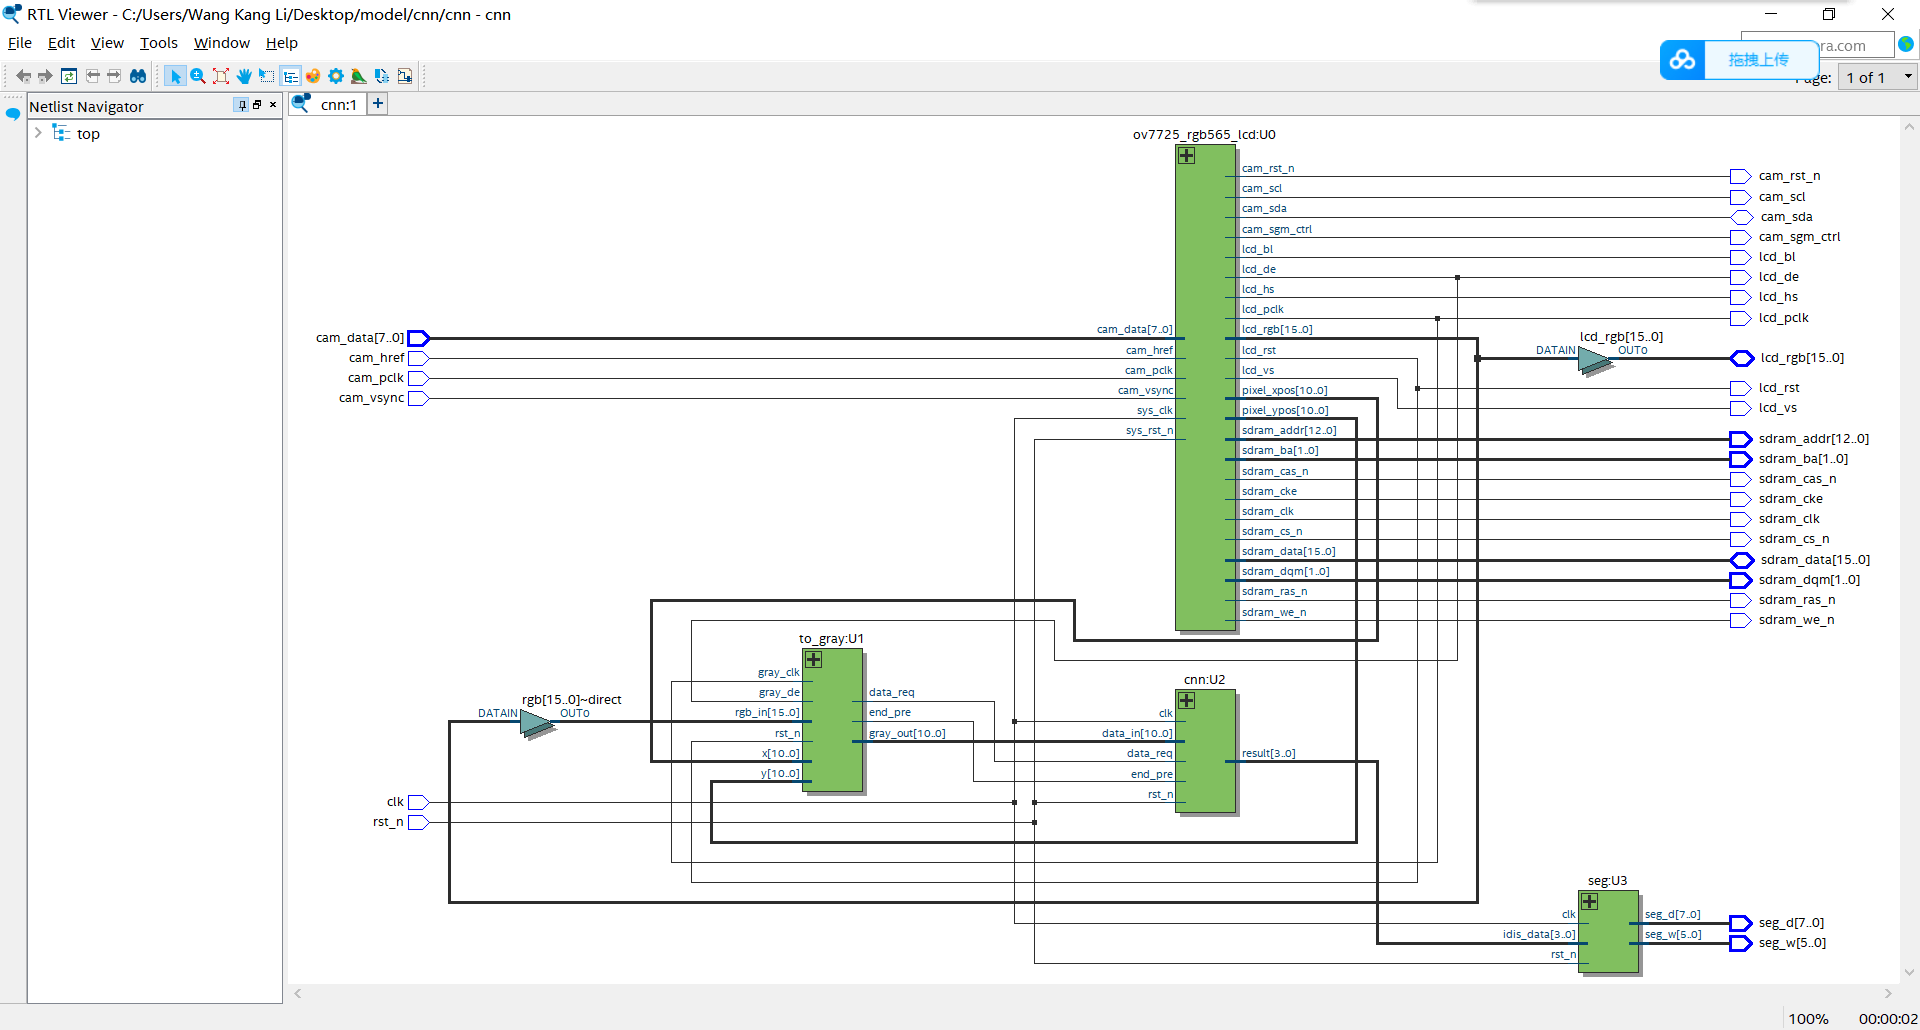 RTL Viewer - C:/Users/Wang Kang Li/Desktop/model/cnn/cnn - cnn
File Edit View Tools Window Help
ra.com
拖拽上传
Page: 1 of 1
Netlist Navigator
cnn:1
top
ov7725_rgb565_lcd:U0
cam_rst_n
cam_scl
cam_sda
cam_sgm_ctrl
lcd_bl
lcd_de
lcd_hs
lcd_pclk
lcd_rgb[15..0]
lcd_rst
lcd_vs
pixel_xpos[10..0]
pixel_ypos[10..0]
sdram_addr[12..0]
sdram_ba[1..0]
sdram_cas_n
sdram_cke
sdram_clk
sdram_cs_n
sdram_data[15..0]
sdram_dqm[1..0]
sdram_ras_n
sdram_we_n
cam_data[7..0]
cam_href
cam_pclk
cam_vsync
sys_clk
sys_rst_n
cam_data[7..0]
cam_href
cam_pclk
cam_vsync
cam_rst_n
cam_scl
cam_sda
cam_sgm_ctrl
lcd_bl
lcd_de
lcd_hs
lcd_pclk
lcd_rgb[15..0]
DATAIN OUT0
lcd_rgb[15..0]
lcd_rst
lcd_vs
sdram_addr[12..0]
sdram_ba[1..0]
sdram_cas_n
sdram_cke
sdram_clk
sdram_cs_n
sdram_data[15..0]
sdram_dqm[1..0]
sdram_ras_n
sdram_we_n
to_gray:U1
gray_clk
gray_de
rgb_in[15..0]
rst_n
x[10..0]
y[10..0]
data_req
end_pre
gray_out[10..0]
rgb[15..0]~direct
DATAIN OUT0
clk
rst_n
cnn:U2
clk
data_in[10..0]
data_req
end_pre
rst_n
result[3..0]
seg:U3
clk
idis_data[3..0]
rst_n
seg_d[7..0]
seg_w[5..0]
seg_d[7..0]
seg_w[5..0]
100% 00:00:02